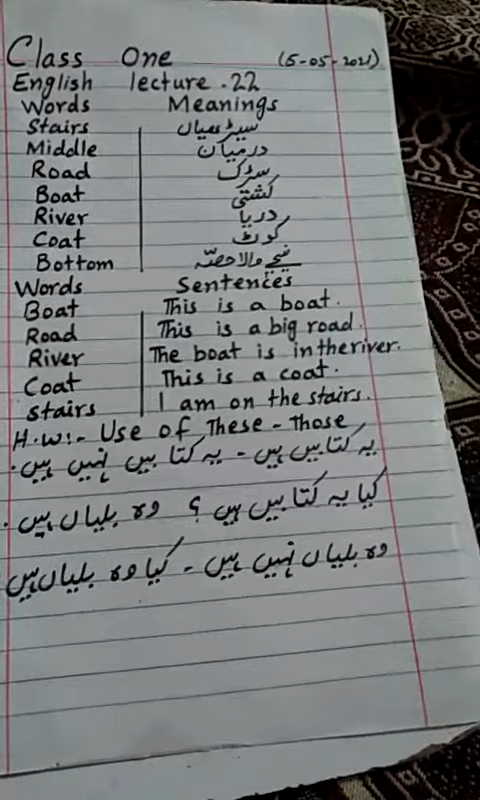 Class One (5-05-2021)
English lecture .22
Words Meanings
Stairs سیڑھیاں
Middle درمیان
Road سڑک
Boat کشتی
River دریا
Coat کوٹ
Bottom نیچے والا حصّہ
Words Sentences
Boat This is a boat.
Road This is a big road.
River The boat is in the river.
Coat This is a coat.
Stairs I am on the stairs.
H.W:- Use of These - Those
یہ کتابیں ہیں - یہ کتابیں نہیں ہیں.
کیا یہ کتابیں ہیں ؟ وہ بلیاں ہیں.
وہ بلیاں نہیں ہیں - کیا وہ بلیاں ہیں